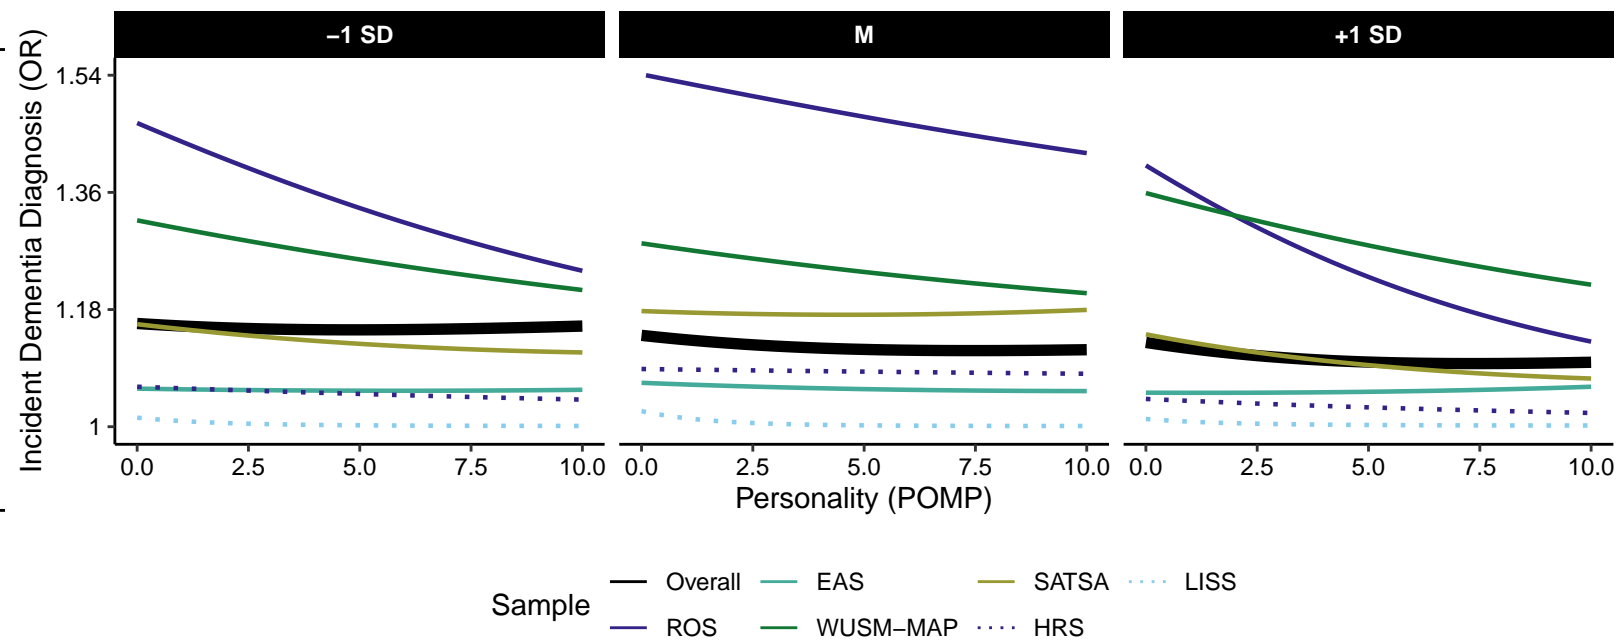 −1 SD M +1 SD
Incident Dementia Diagnosis (OR)
1.54
1.36
1.18
1
0.0 2.5 5.0 7.5 10.0 0.0 2.5 5.0 7.5 10.0 0.0 2.5 5.0 7.5 10.0
Personality (POMP)
Sample
Overall EAS SATSA LISS
ROS WUSM−MAP HRS